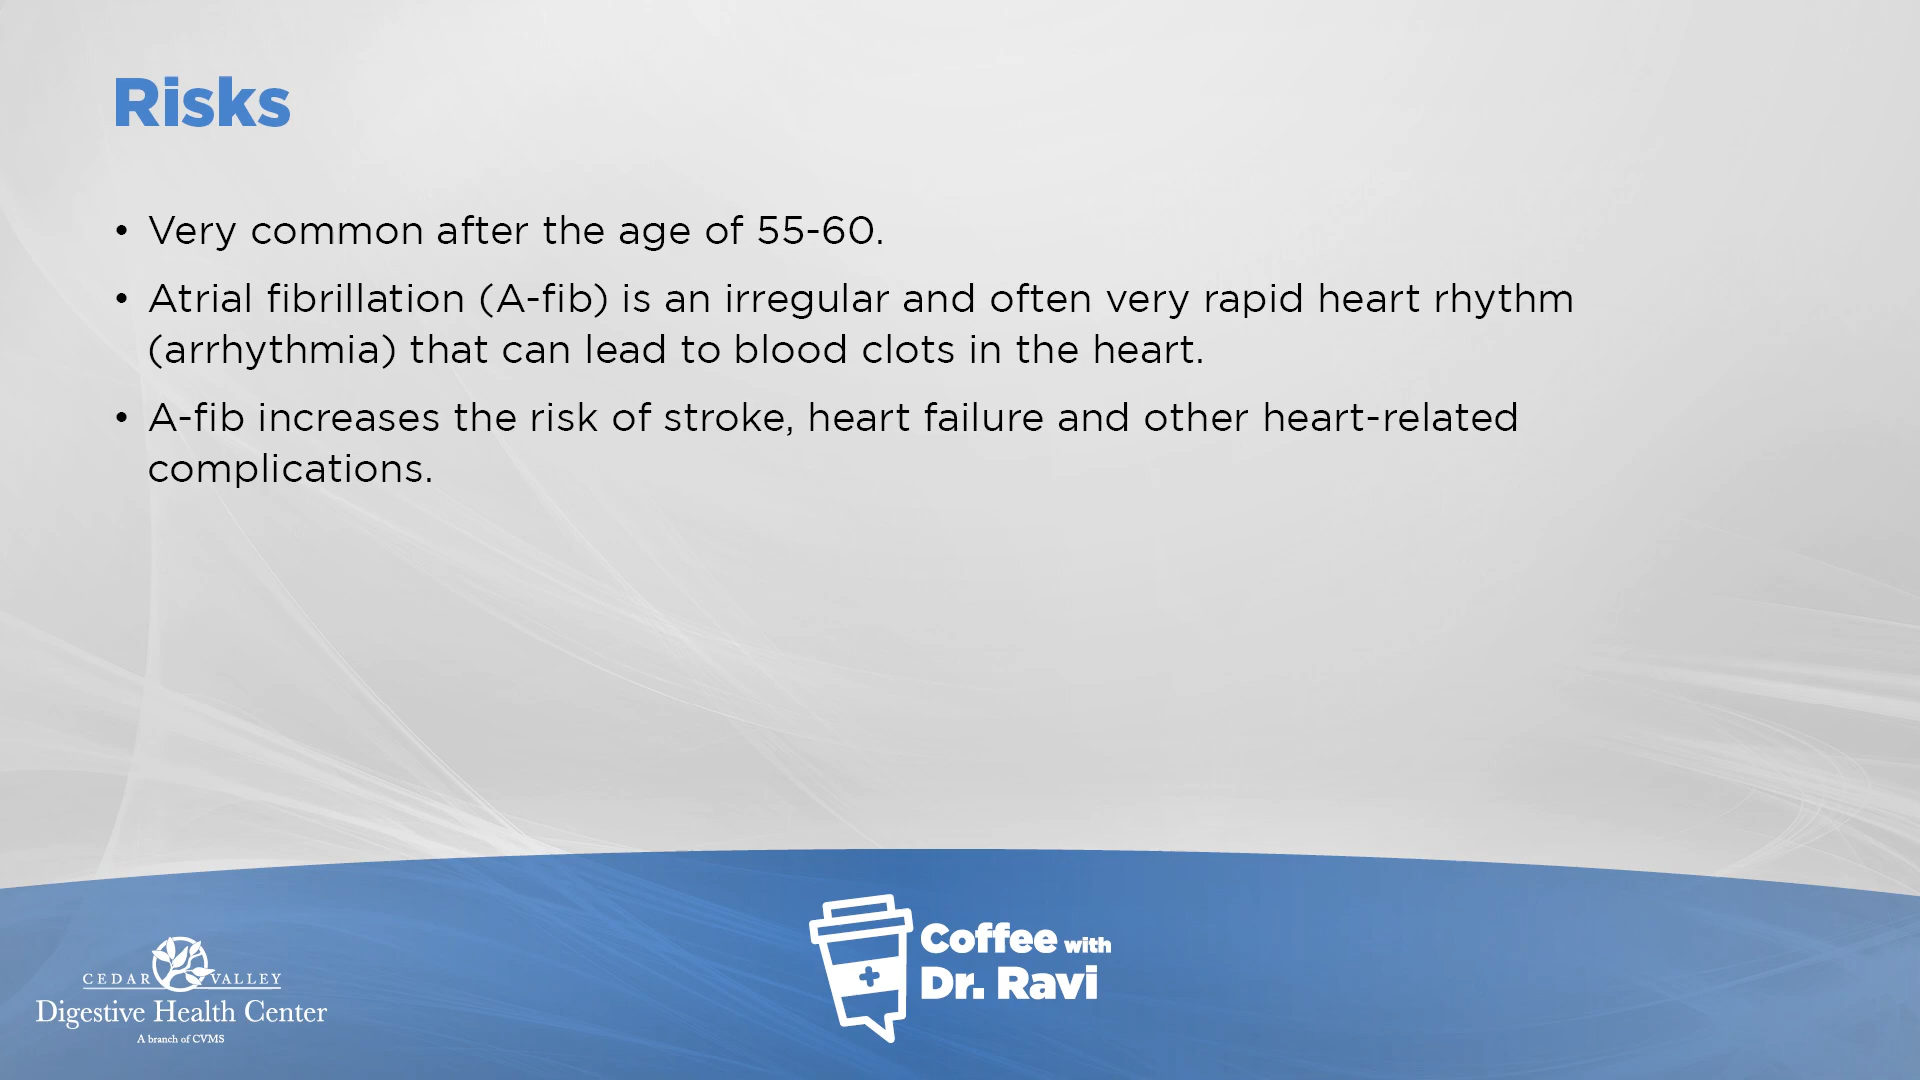 Risks
• Very common after the age of 55-60.
• Atrial fibrillation (A-fib) is an irregular and often very rapid heart rhythm
(arrhythmia) that can lead to blood clots in the heart.
• A-fib increases the risk of stroke, heart failure and other heart-related
complications.
CEDAR VALLEY
Digestive Health Center
A branch of CVMS
Coffee with
Dr. Ravi